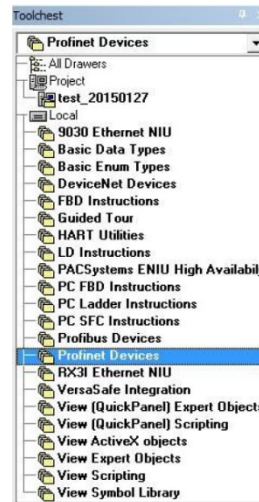 Toolchest
Profinet Devices
All Drawers
Project
test_20150127
Local
9030 Ethernet NIU
Basic Data Types
Basic Enum Types
DeviceNet Devices
FBD Instructions
Guided Tour
HART Utilities
LD Instructions
PACSystems ENIU High Availabil
PC FBD Instructions
PC Ladder Instructions
PC SFC Instructions
Profibus Devices
Profinet Devices
RX3I Ethernet NIU
VersaSafe Integration
View (QuickPanel) Expert Objects
View (QuickPanel) Scripting
View ActiveX objects
View Expert Objects
View Scripting
View Symbol Library